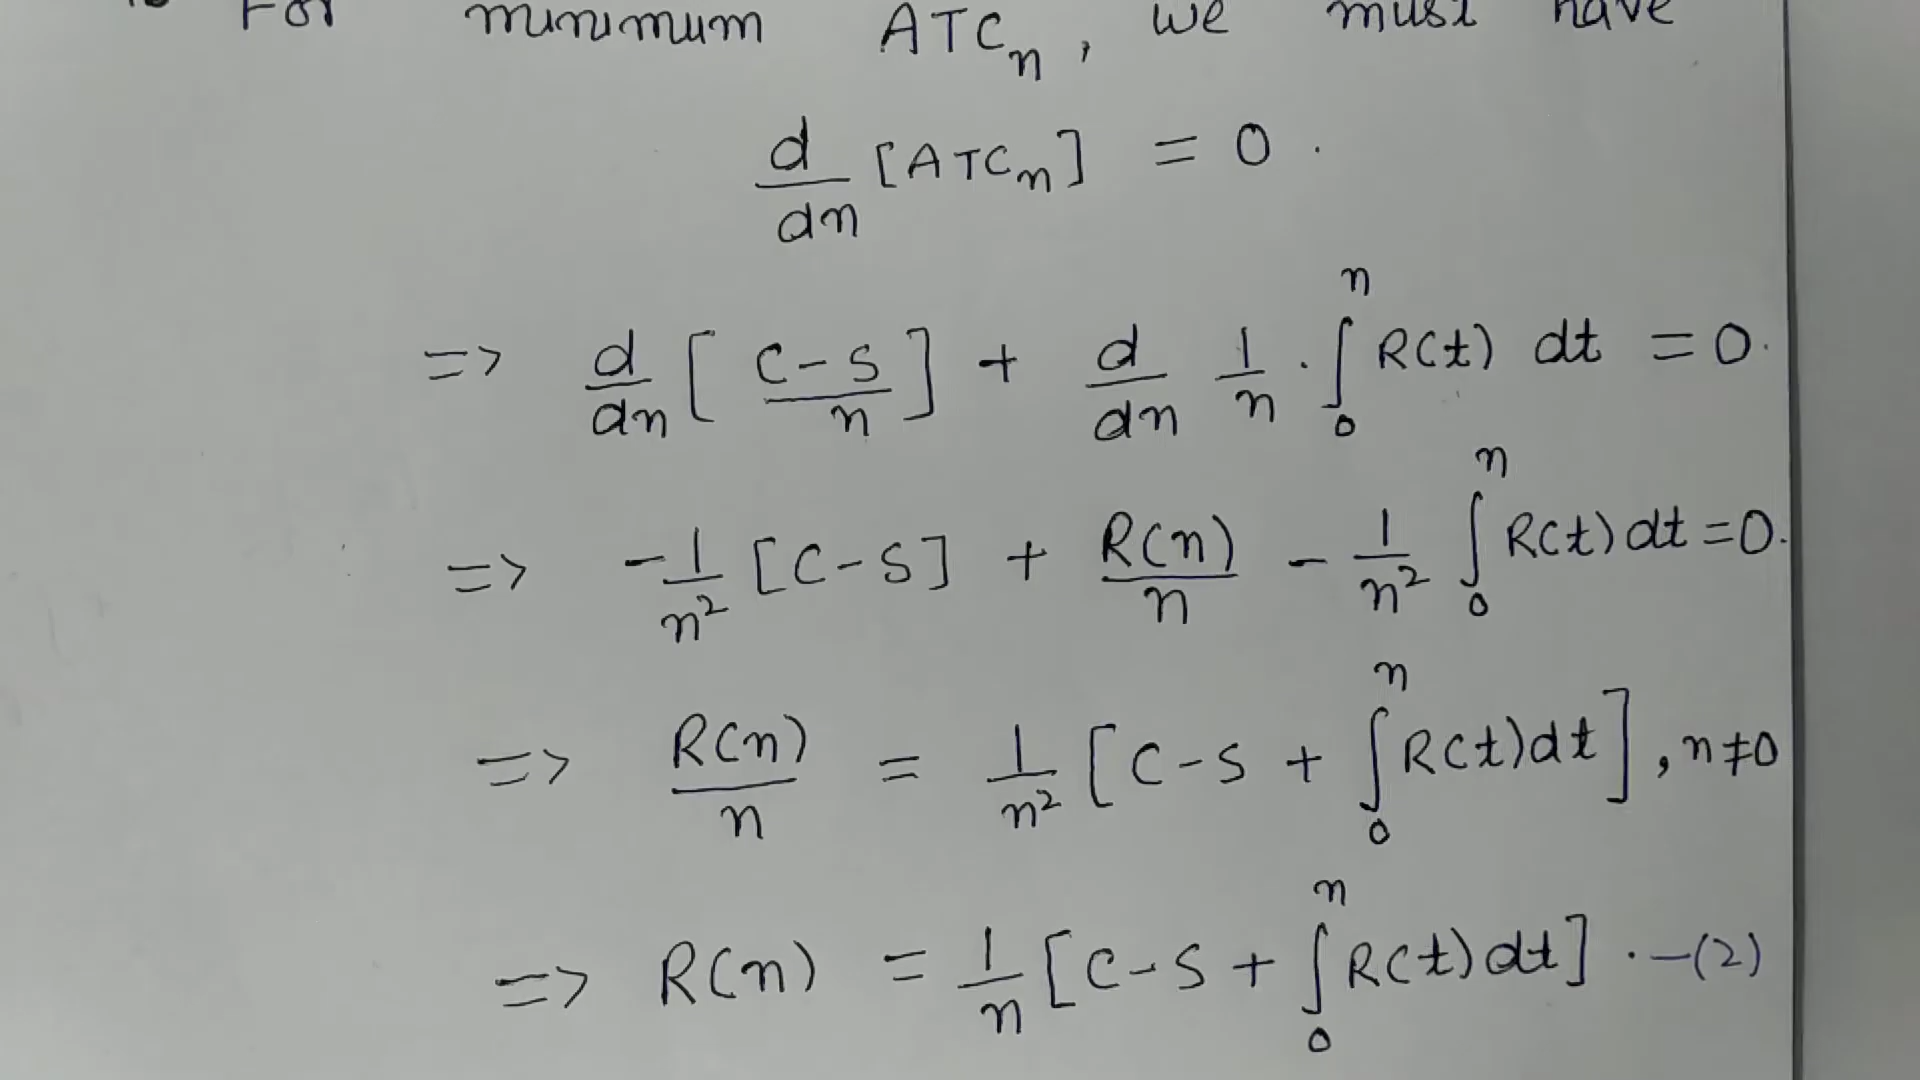 For minimum ATCₙ, we must have
d/dn [ATCₙ] = 0.
=> d/dn [C-S/n] + d/dn 1/n . ∫₀ⁿ R(t) dt = 0.
=> -1/n² [C-S] + R(n)/n - 1/n² ∫₀ⁿ R(t) dt = 0.
=> R(n)/n = 1/n² [C-S + ∫₀ⁿ R(t) dt], n≠0
=> R(n) = 1/n [C-S + ∫₀ⁿ R(t) dt] . -(2)